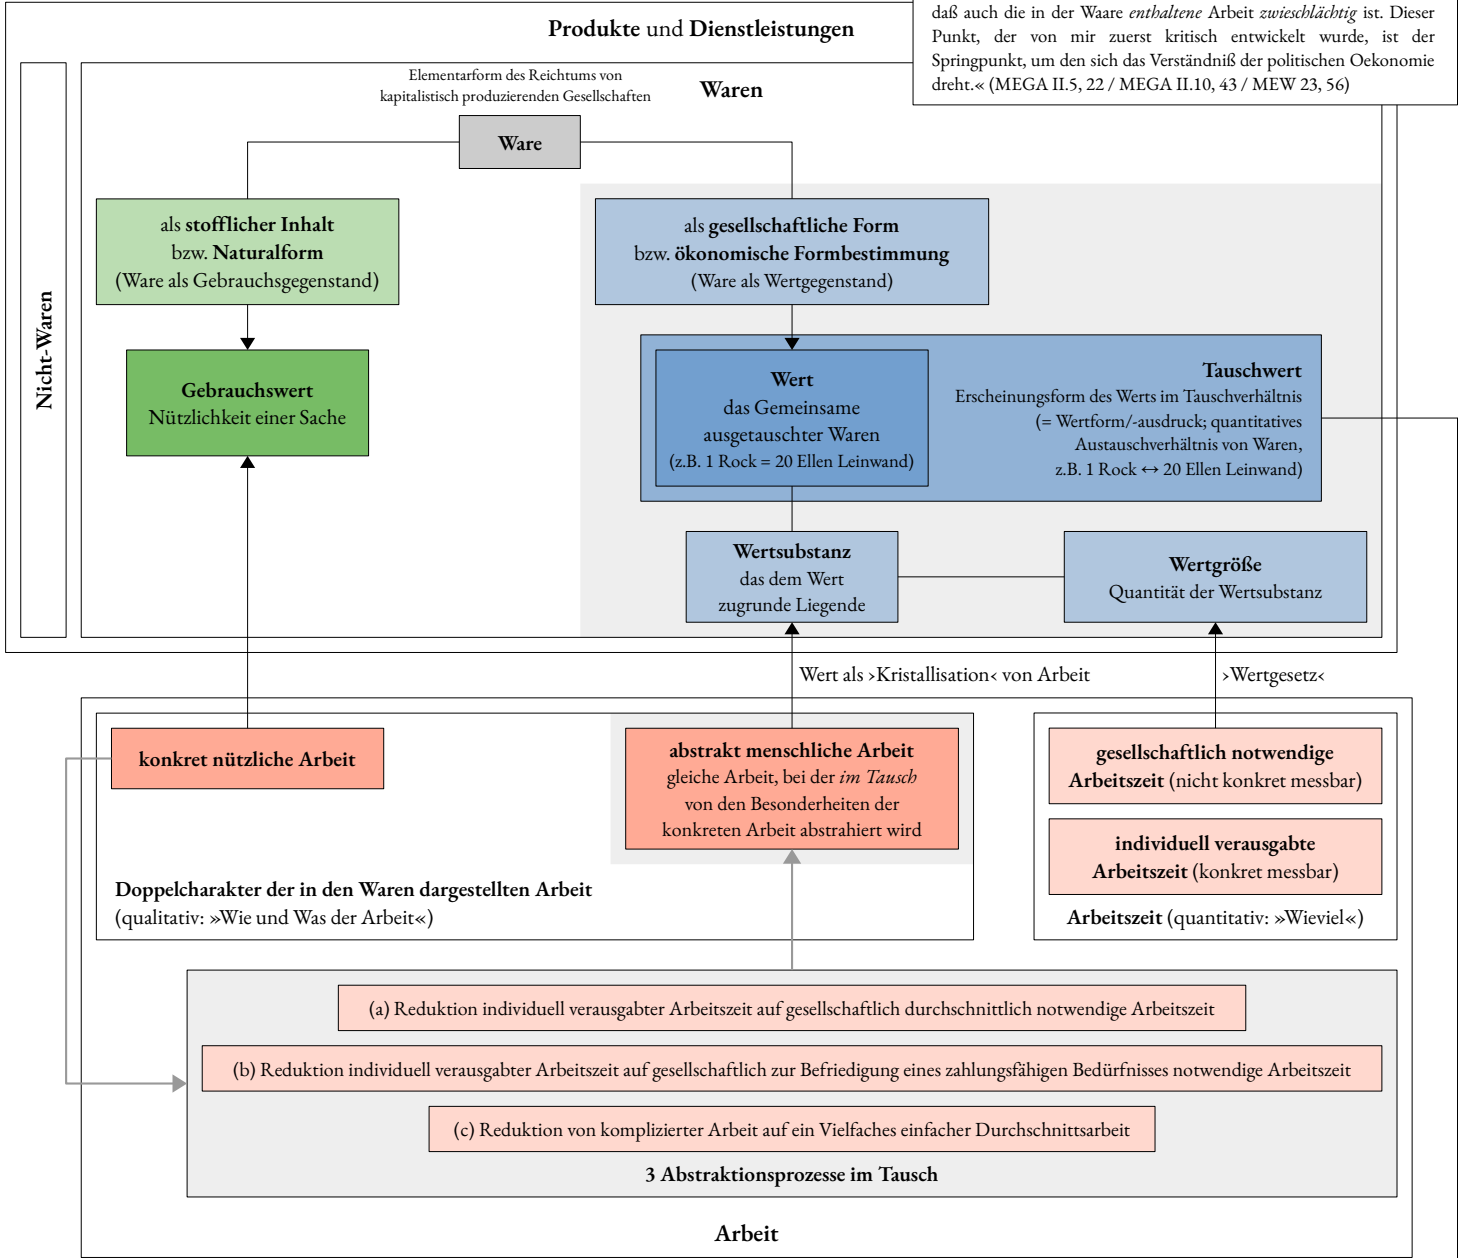 daß auch die in der Waare enthaltene Arbeit zwieschlächtig ist. Dieser
Punkt, der von mir zuerst kritisch entwickelt wurde, ist der
Springpunkt, um den sich das Verständniß der politischen Oekonomie
dreht.« (MEGA II.5, 22 / MEGA II.10, 43 / MEW 23, 56)
Produkte und Dienstleistungen
Nicht-Waren
Elementarform des Reichtums von
kapitalistisch produzierenden Gesellschaften
Waren
Ware
als stofflicher Inhalt
bzw. Naturalform
(Ware als Gebrauchsgegenstand)
als gesellschaftliche Form
bzw. ökonomische Formbestimmung
(Ware als Wertgegenstand)
Gebrauchswert
Nützlichkeit einer Sache
Wert
das Gemeinsame
ausgetauschter Waren
(z.B. 1 Rock = 20 Ellen Leinwand)
Tauschwert
Erscheinungsform des Werts im Tauschverhältnis
(= Wertform/-ausdruck; quantitatives
Austauschverhältnis von Waren,
z.B. 1 Rock ↔ 20 Ellen Leinwand)
Wertsubstanz
das dem Wert
zugrunde Liegende
Wertgröße
Quantität der Wertsubstanz
Wert als ›Kristallisation‹ von Arbeit
›Wertgesetz‹
konkret nützliche Arbeit
abstrakt menschliche Arbeit
gleiche Arbeit, bei der im Tausch
von den Besonderheiten der
konkreten Arbeit abstrahiert wird
gesellschaftlich notwendige
Arbeitszeit (nicht konkret messbar)
individuell verausgabte
Arbeitszeit (konkret messbar)
Doppelcharakter der in den Waren dargestellten Arbeit
(qualitativ: »Wie und Was der Arbeit«)
Arbeitszeit (quantitativ: »Wieviel«)
(a) Reduktion individuell verausgabter Arbeitszeit auf gesellschaftlich durchschnittlich notwendige Arbeitszeit
(b) Reduktion individuell verausgabter Arbeitszeit auf gesellschaftlich zur Befriedigung eines zahlungsfähigen Bedürfnisses notwendige Arbeitszeit
(c) Reduktion von komplizierter Arbeit auf ein Vielfaches einfacher Durchschnittsarbeit
3 Abstraktionsprozesse im Tausch
Arbeit